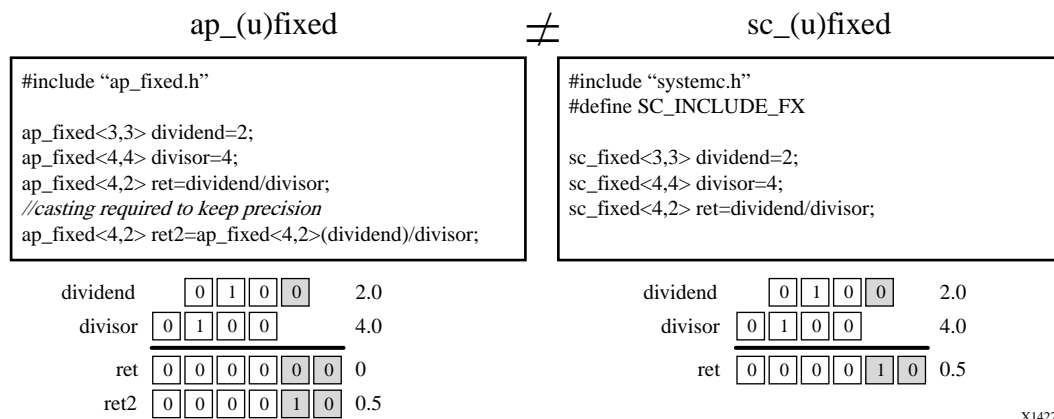 ap_(u)fixed ≠ sc_(u)fixed
#include “ap_fixed.h”
ap_fixed<3,3> dividend=2;
ap_fixed<4,4> divisor=4;
ap_fixed<4,2> ret=dividend/divisor;
//casting required to keep precision
ap_fixed<4,2> ret2=ap_fixed<4,2>(dividend)/divisor;
#include “systemc.h”
#define SC_INCLUDE_FX
sc_fixed<3,3> dividend=2;
sc_fixed<4,4> divisor=4;
sc_fixed<4,2> ret=dividend/divisor;
dividend 0 1 0 0 2.0
divisor 0 1 0 0 4.0
ret 0 0 0 0 0 0 0
ret2 0 0 0 0 1 0 0.5
dividend 0 1 0 0 2.0
divisor 0 1 0 0 4.0
ret 0 0 0 0 1 0 0.5